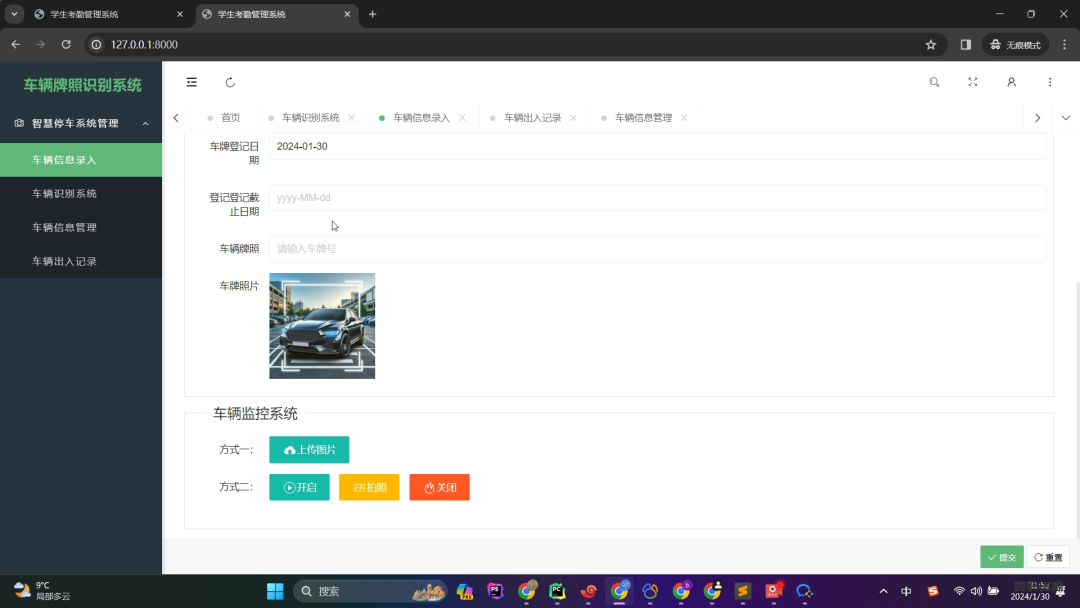 学生考勤管理系统
学生考勤管理系统
127.0.0.1:8000
无痕模式
车辆牌照识别系统
智慧停车系统管理
车辆信息录入
车辆识别系统
车辆信息管理
车辆出入记录
首页
车辆识别系统
车辆信息录入
车辆出入记录
车辆信息管理
车牌登记日
期
2024-01-30
登记登记截
止日期
yyyy-MM-dd
车辆牌照
请输入车牌号
车牌照片
车辆监控系统
方式一:
上传图片
方式二:
开启
拍照
关闭
提交
重置
9°C
局部多云
搜索
中
2024/1/30